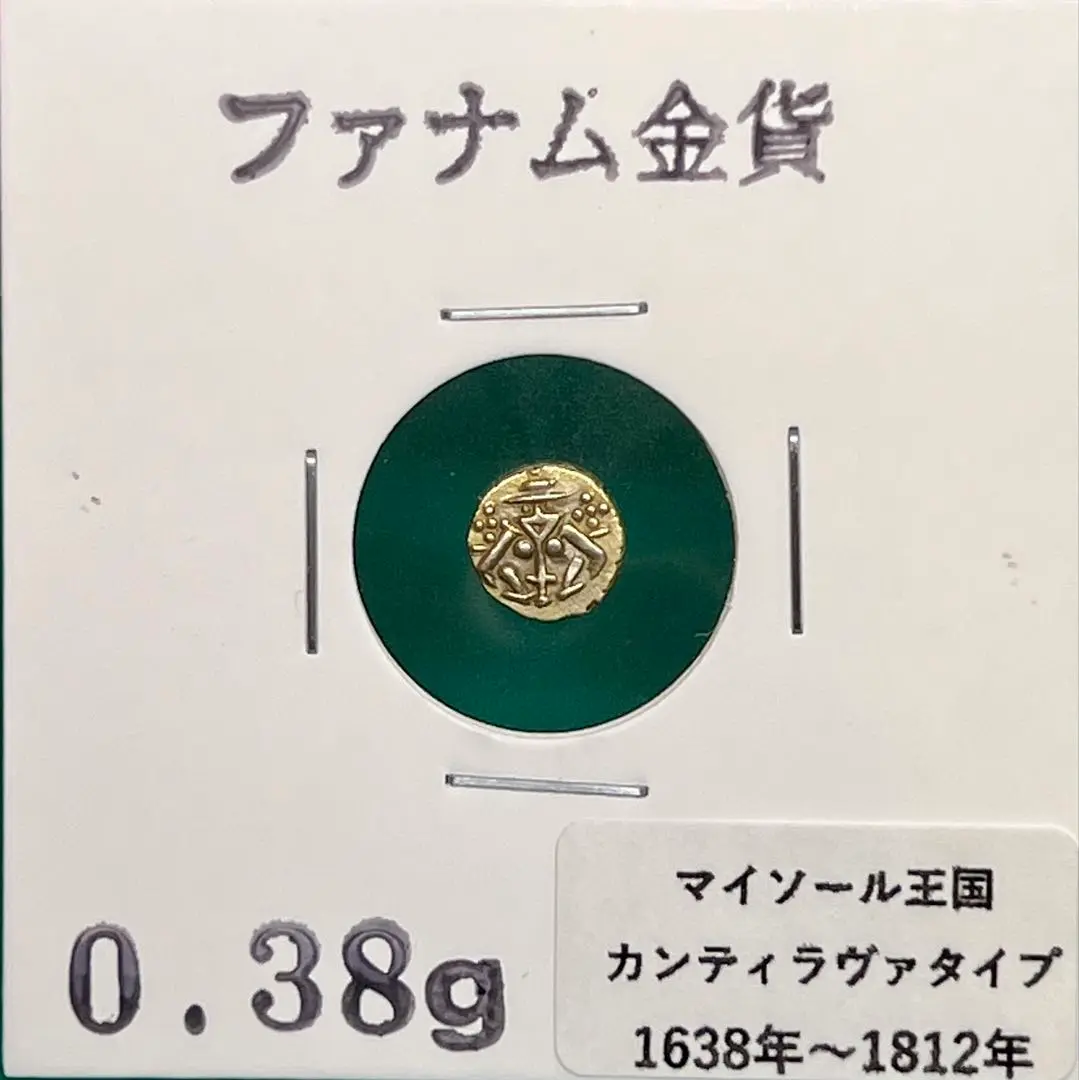 ファナム金貨
0.38g
マイソール王国
カンティラヴァタイプ
1638年～1812年